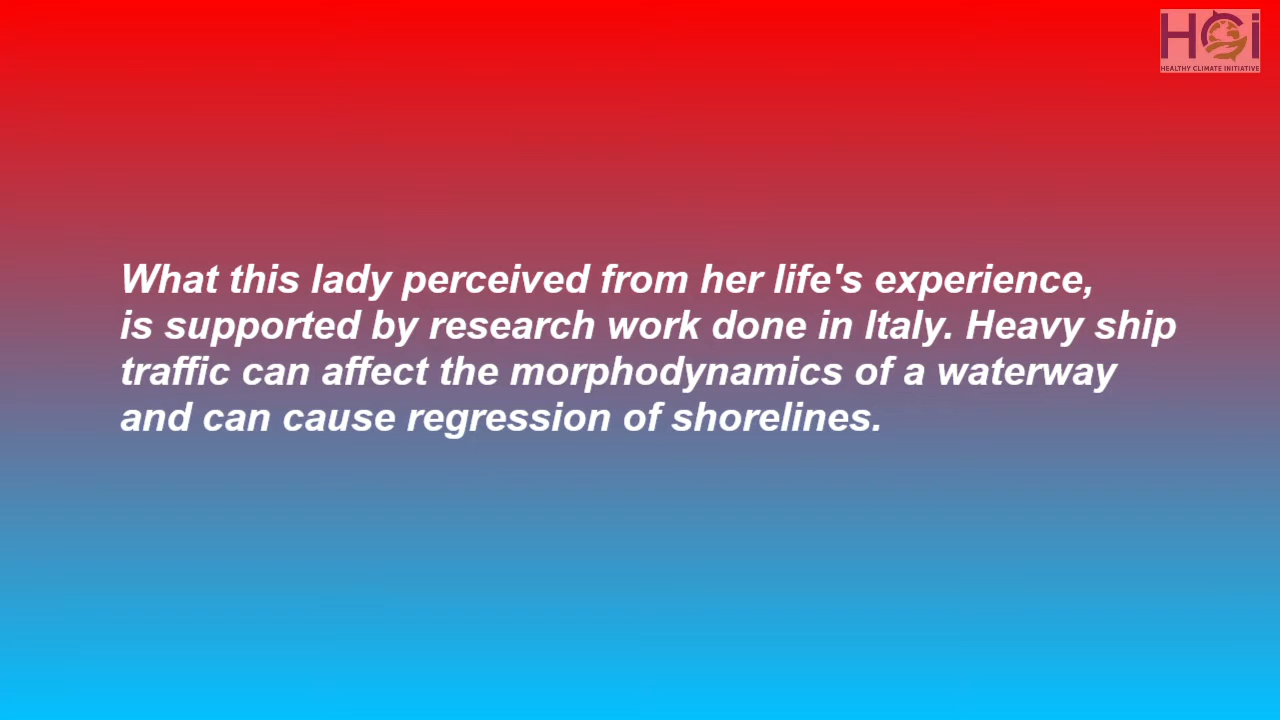 HCi
HEALTHY CLIMATE INITIATIVE
What this lady perceived from her life's experience,
is supported by research work done in Italy. Heavy ship
traffic can affect the morphodynamics of a waterway
and can cause regression of shorelines.